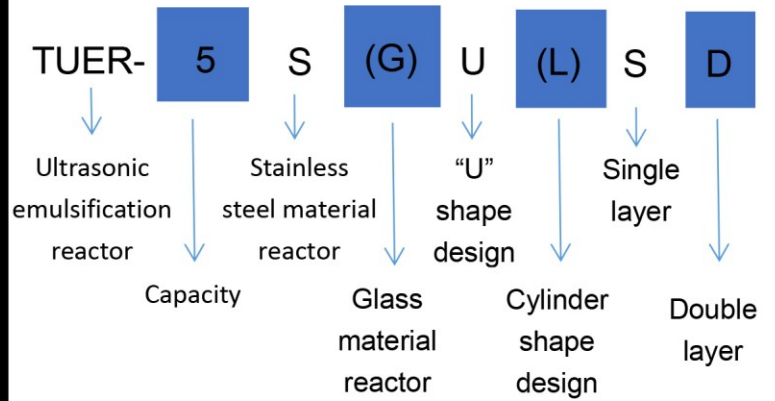 TUER- 5 S (G) U (L) S D
Ultrasonic
emulsification
reactor
Capacity
Stainless
steel material
reactor
Glass
material
reactor
“U”
shape
design
Cylinder
shape
design
Single
layer
Double
layer